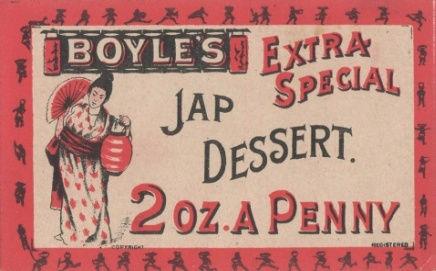 BOYLE'S
EXTRA
SPECIAL
JAP
DESSERT.
2 OZ. A PENNY
COPYRIGHT
REGISTERED